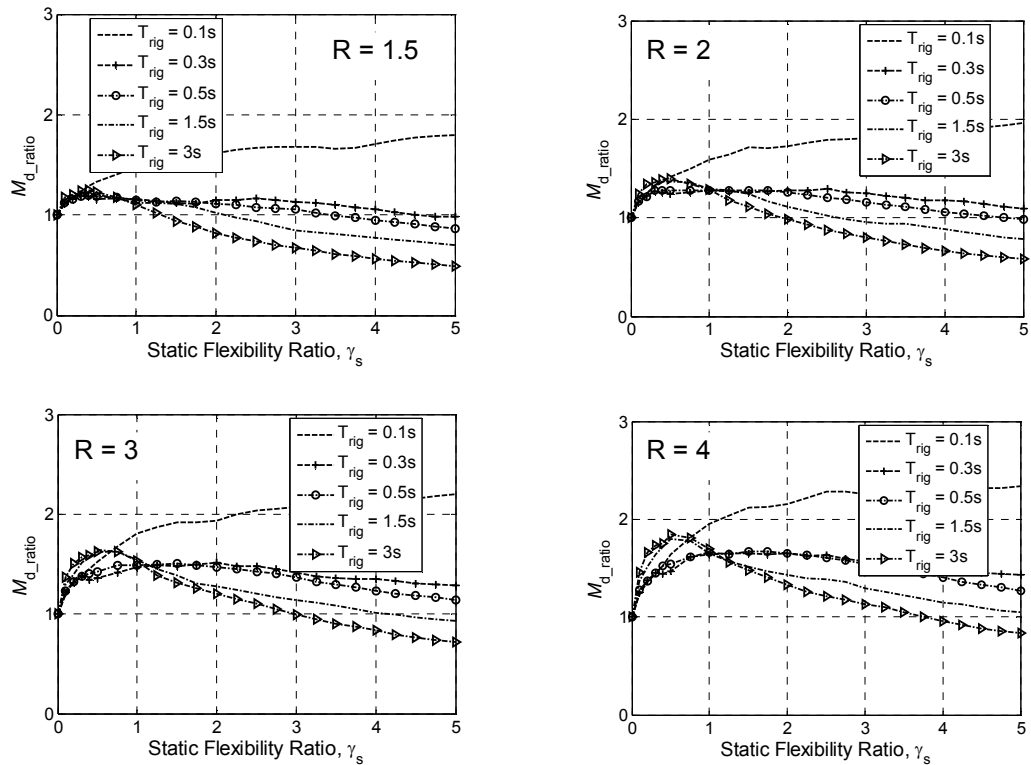 R = 1.5
T_rig = 0.1s
T_rig = 0.3s
T_rig = 0.5s
T_rig = 1.5s
T_rig = 3s
M_d_ratio
3
2
1
0
0 1 2 3 4 5
Static Flexibility Ratio, γ_s
R = 2
T_rig = 0.1s
T_rig = 0.3s
T_rig = 0.5s
T_rig = 1.5s
T_rig = 3s
M_d_ratio
3
2
1
0
0 1 2 3 4 5
Static Flexibility Ratio, γ_s
R = 3
T_rig = 0.1s
T_rig = 0.3s
T_rig = 0.5s
T_rig = 1.5s
T_rig = 3s
M_d_ratio
3
2
1
0
0 1 2 3 4 5
Static Flexibility Ratio, γ_s
R = 4
T_rig = 0.1s
T_rig = 0.3s
T_rig = 0.5s
T_rig = 1.5s
T_rig = 3s
M_d_ratio
3
2
1
0
0 1 2 3 4 5
Static Flexibility Ratio, γ_s